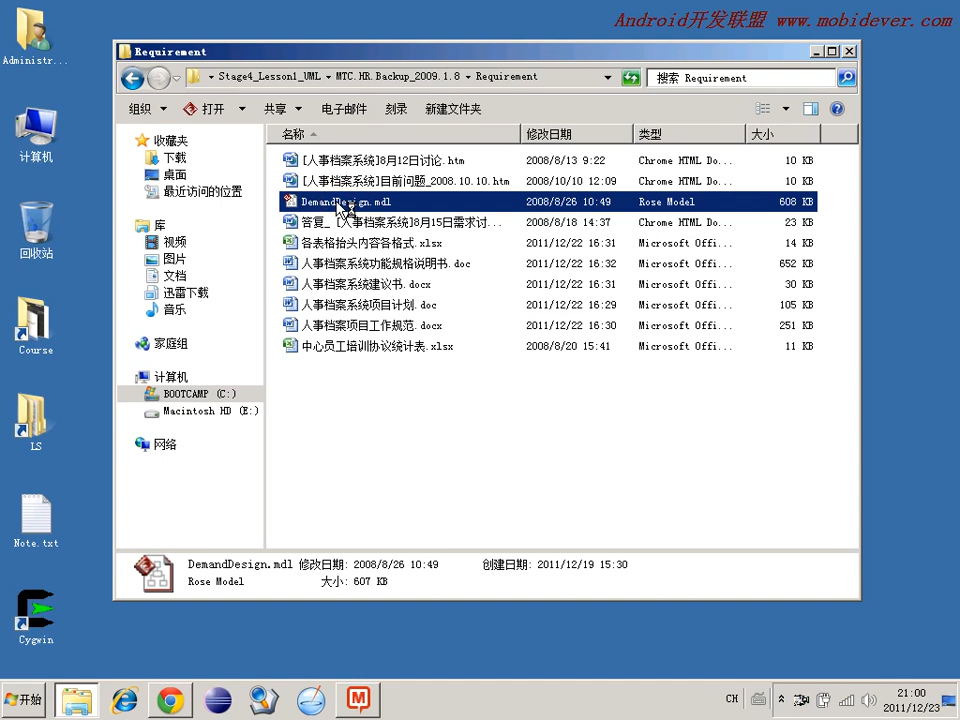 Android开发联盟 www.mobidever.com
Administr...
计算机
回收站
Course
LS
Note.txt
Cygwin
Requirement
Stage4_Lesson1_UML MTC.HR.Backup_2009.1.8 Requirement
搜索 Requirement
组织 打开 共享 电子邮件 刻录 新建文件夹
收藏夹
下载
桌面
最近访问的位置
库
视频
图片
文档
迅雷下载
音乐
家庭组
计算机
BOOTCAMP (C:)
Macintosh HD (E:)
网络
名称 修改日期 类型 大小
[人事档案系统]8月12日讨论.htm 2008/8/13 9:22 Chrome HTML Do... 10 KB
[人事档案系统]目前问题_2008.10.10.htm 2008/10/10 12:09 Chrome HTML Do... 10 KB
DemandDesign.mdl 2008/8/26 10:49 Rose Model 608 KB
答复_ [人事档案系统]8月15日需求讨... 2008/8/18 14:37 Chrome HTML Do... 23 KB
各表格抬头内容各格式.xlsx 2011/12/22 16:31 Microsoft Offi... 14 KB
人事档案系统功能规格说明书.doc 2011/12/22 16:32 Microsoft Offi... 652 KB
人事档案系统建议书.docx 2011/12/22 16:31 Microsoft Offi... 30 KB
人事档案系统项目计划.doc 2011/12/22 16:29 Microsoft Offi... 105 KB
人事档案项目工作规范.docx 2011/12/22 16:30 Microsoft Offi... 251 KB
中心员工培训协议统计表.xlsx 2008/8/20 15:41 Microsoft Offi... 11 KB
DemandDesign.mdl 修改日期: 2008/8/26 10:49 创建日期: 2011/12/19 15:30
Rose Model 大小: 607 KB
开始
CH
21:00
2011/12/23